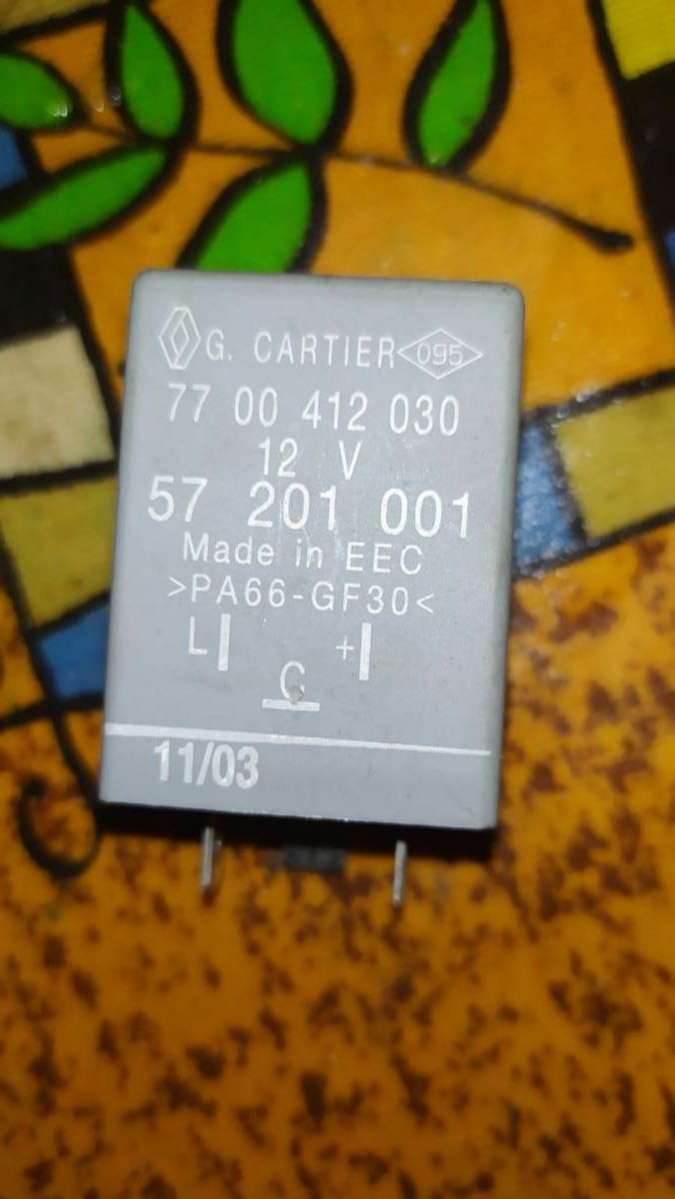 G. CARTIER 095
77 00 412 030
12 V
57 201 001
Made in EEC
>PA66-GF30<
L +
C
11/03